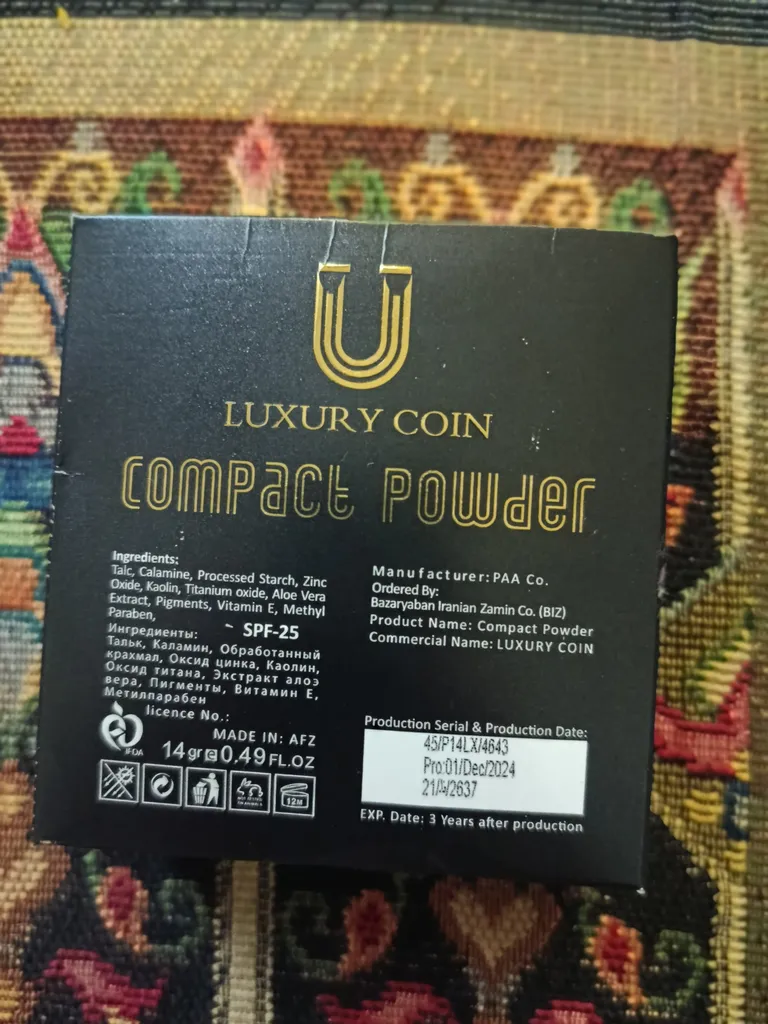 LUXURY COIN
COMPACT POWDER
Ingredients:
Talc, Calamine, Processed Starch, Zinc
Oxide, Kaolin, Titanium oxide, Aloe Vera
Extract, Pigments, Vitamin E, Methyl
Paraben,
SPF-25
Ингредиенты:
Тальк, Каламин, Обработанный
крахмал, Оксид цинка, Каолин,
Оксид титана, Экстракт алоэ
вера, Пигменты, Витамин E,
Метилпарабен
licence No.:
IFDA
MADE IN: AFZ
14gr e 0.49FL.OZ
12M
Manufacturer: PAA Co.
Ordered By:
Bazaryaban Iranian Zamin Co. (BIZ)
Product Name: Compact Powder
Commercial Name: LUXURY COIN
Production Serial & Production Date:
45/P14LX/4643
Pro:01/Dec/2024
EXP. Date: 3 Years after production